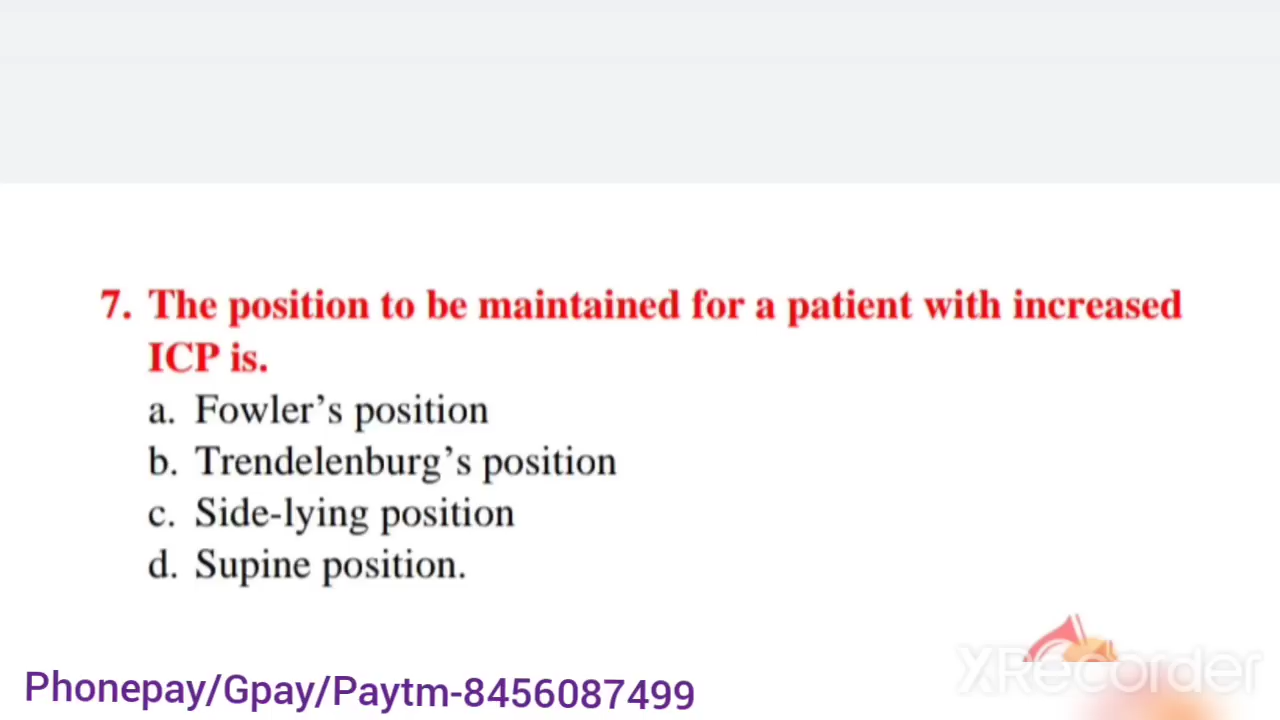 7. The position to be maintained for a patient with increased
ICP is.
a. Fowler's position
b. Trendelenburg's position
c. Side-lying position
d. Supine position.
XRecorder
Phonepay/Gpay/Paytm-8456087499